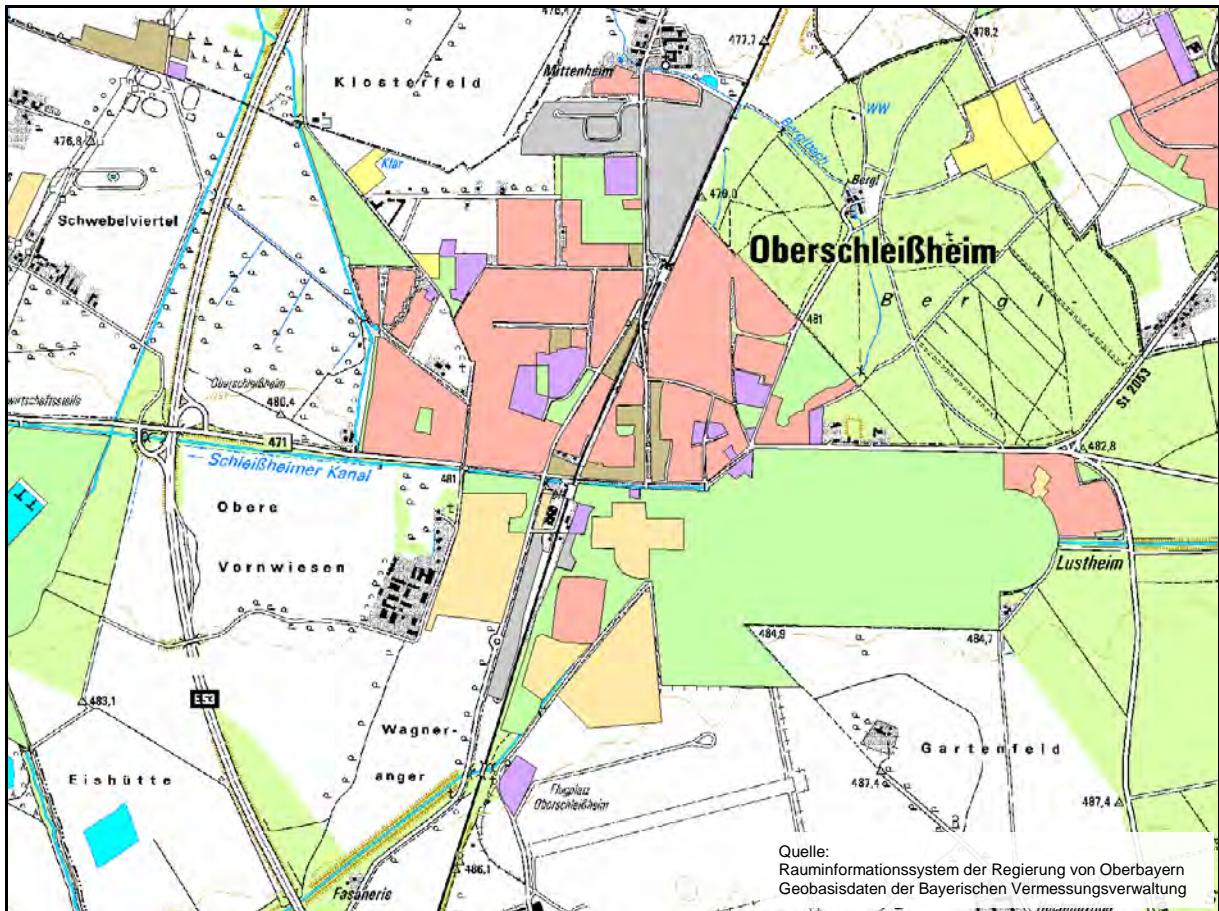 478,2
477,7
Mittenheim
Klosterfeld
WW
Berglbach
476,8
Klär
Bergl
479,0
Schwebelviertel
Oberschleißheim
Bergl-
481
Oberschleißheim
480,4
St 2063
wirtschaftsstelle
471
482,8
Schleißheimer Kanal
481
Obere
Vornwiesen
Lustheim
484,9
484,7
483,1
E53
Wagner-
anger
Gartenfeld
Eishütte
Flugplatz
Oberschleißheim
487,4
487,4
486,1
Fasanerie
Quelle:
Rauminformationssystem der Regierung von Oberbayern
Geobasisdaten der Bayerischen Vermessungsverwaltung